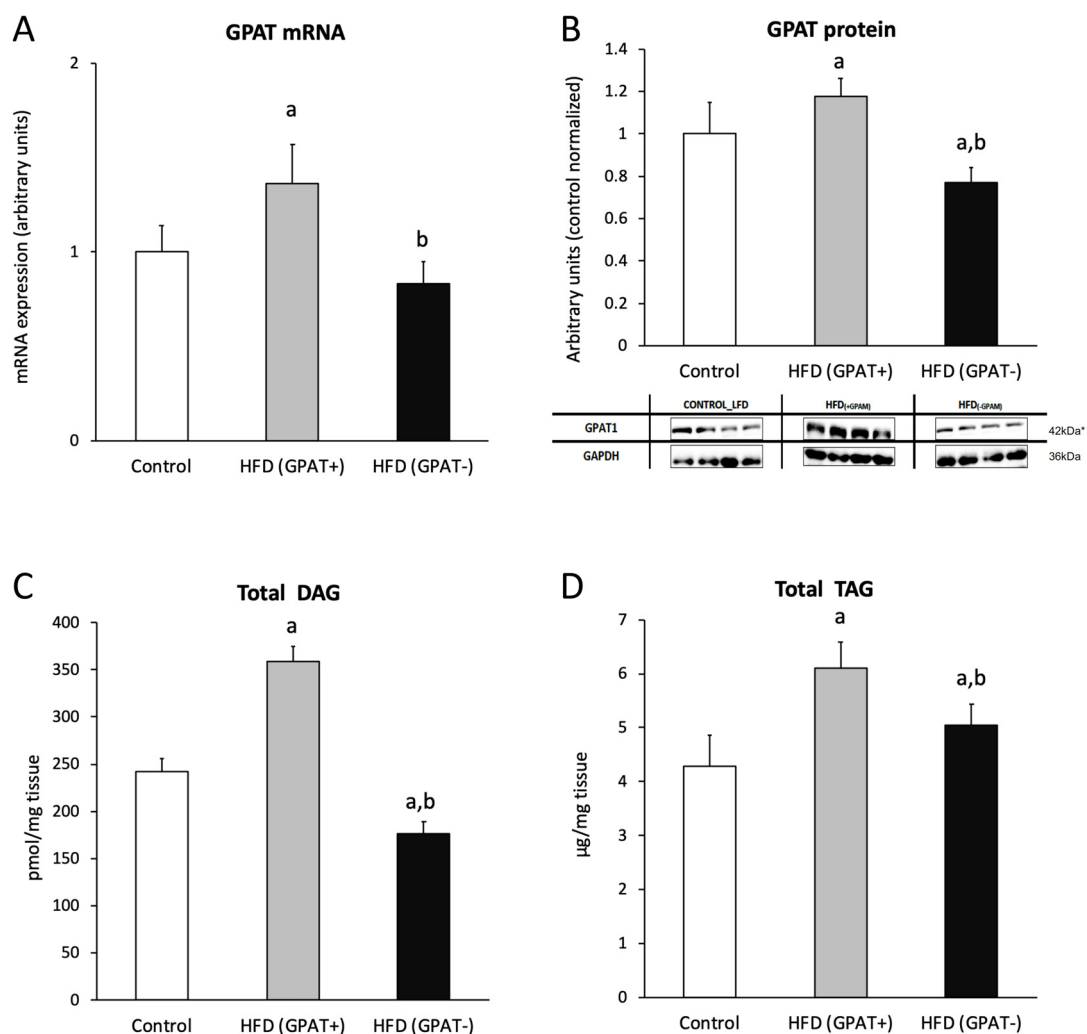 A
GPAT mRNA
mRNA expression (arbitrary units)
2
1
0
a
b
Control
HFD (GPAT+)
HFD (GPAT-)
B
GPAT protein
Arbitrary units (control normalized)
1.4
1.2
1
0.8
0.6
0.4
0.2
0
a
a,b
Control
HFD (GPAT+)
HFD (GPAT-)
CONTROL_LFD
HFD(+GPAM)
HFD(-GPAM)
GPAT1
42kDa*
GAPDH
36kDa
C
Total DAG
pmol/mg tissue
400
350
300
250
200
150
100
50
0
a
a,b
Control
HFD (GPAT+)
HFD (GPAT-)
D
Total TAG
µg/mg tissue
7
6
5
4
3
2
1
0
a
a,b
Control
HFD (GPAT+)
HFD (GPAT-)